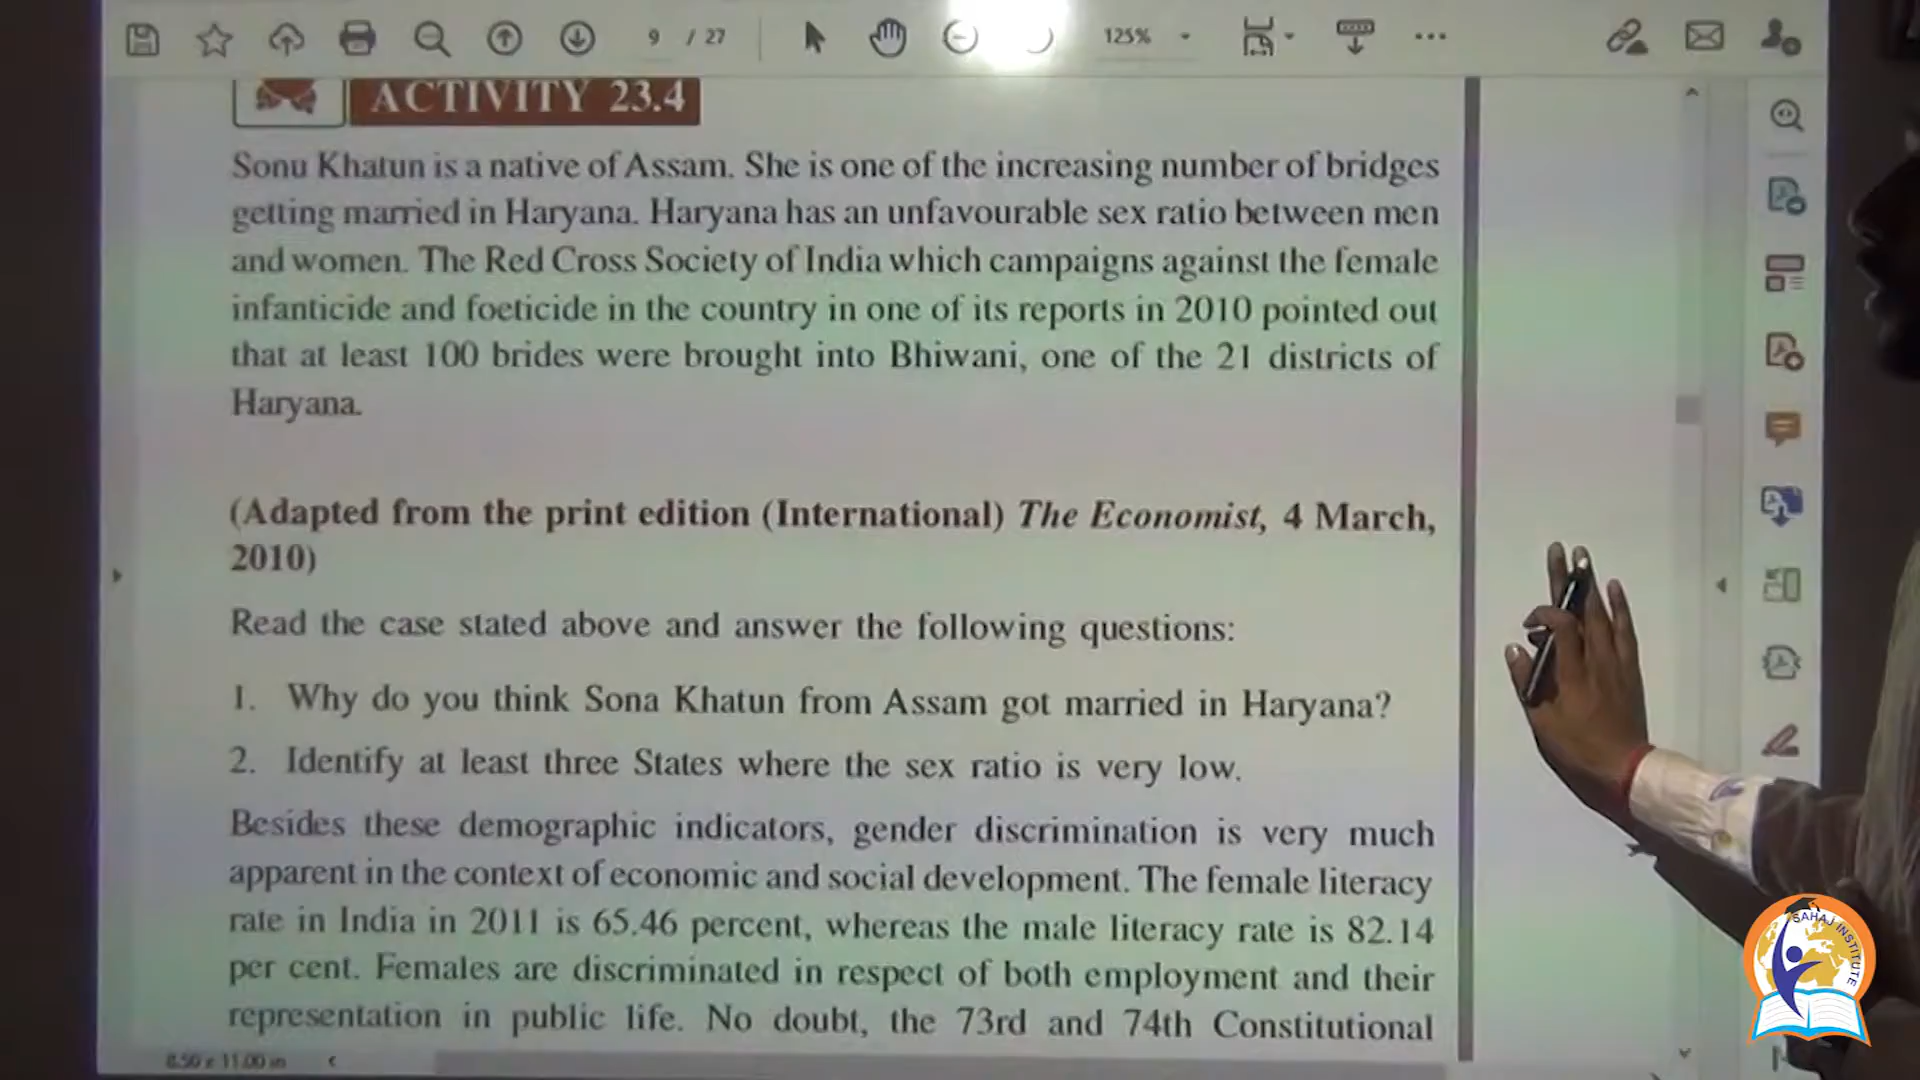 9 / 27
125%
ACTIVITY 23.4
Sonu Khatun is a native of Assam. She is one of the increasing number of bridges
getting married in Haryana. Haryana has an unfavourable sex ratio between men
and women. The Red Cross Society of India which campaigns against the female
infanticide and foeticide in the country in one of its reports in 2010 pointed out
that at least 100 brides were brought into Bhiwani, one of the 21 districts of
Haryana.
(Adapted from the print edition (International) The Economist, 4 March,
2010)
Read the case stated above and answer the following questions:
1. Why do you think Sona Khatun from Assam got married in Haryana?
2. Identify at least three States where the sex ratio is very low.
Besides these demographic indicators, gender discrimination is very much
apparent in the context of economic and social development. The female literacy
rate in India in 2011 is 65.46 percent, whereas the male literacy rate is 82.14
per cent. Females are discriminated in respect of both employment and their
representation in public life. No doubt, the 73rd and 74th Constitutional
8.50 x 11.00 in
SAHAJ INSTITUTE